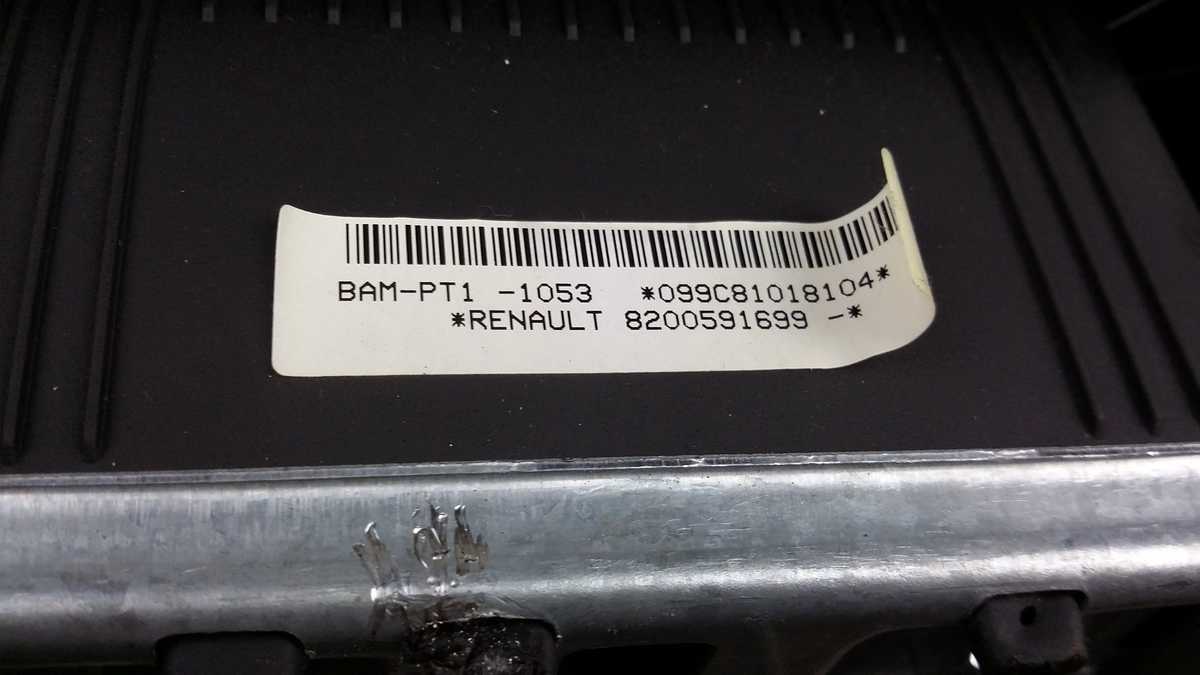 BAM-PT1 -1053 *099C81018104*
*RENAULT 8200591699 -*